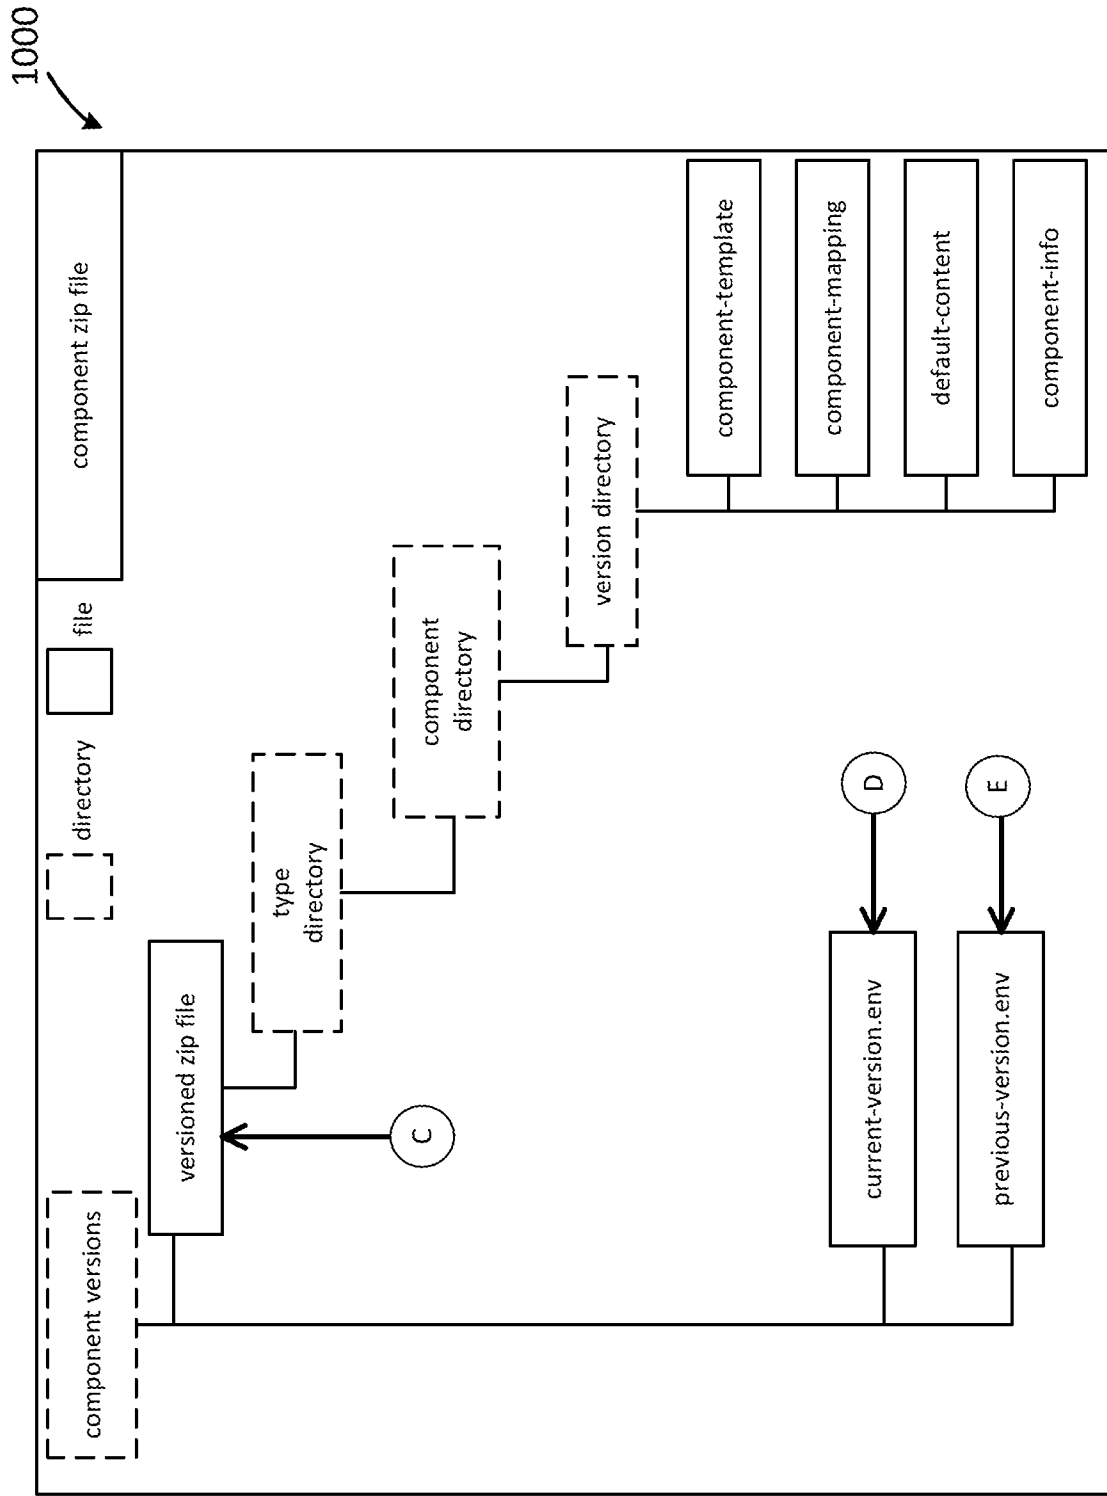 1000
directory
file
component zip file
component versions
versioned zip file
type
directory
C
component
directory
version directory
component-template
component-mapping
default-content
component-info
current-version.env
D
previous-version.env
E